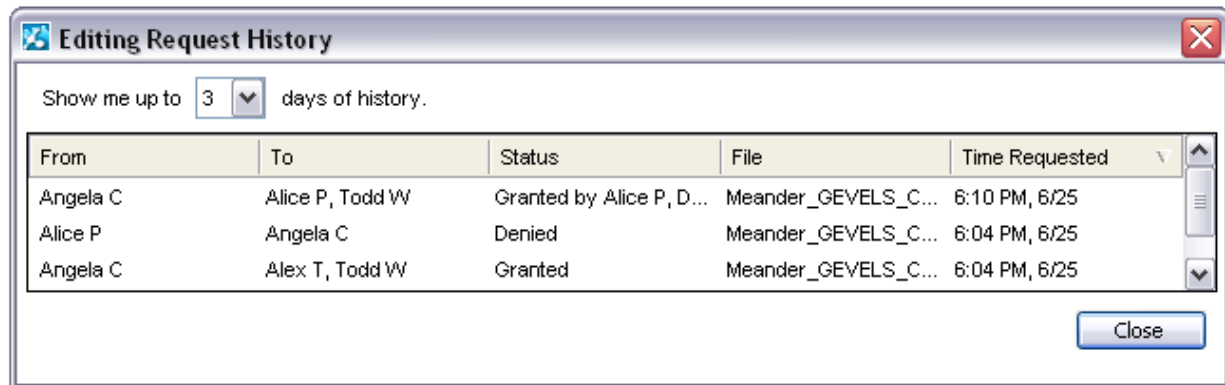 Editing Request History
Show me up to 3 days of history.
From To Status File Time Requested
Angela C Alice P, Todd W Granted by Alice P, D... Meander_GEVELS_C... 6:10 PM, 6/25
Alice P Angela C Denied Meander_GEVELS_C... 6:04 PM, 6/25
Angela C Alex T, Todd W Granted Meander_GEVELS_C... 6:04 PM, 6/25
Close